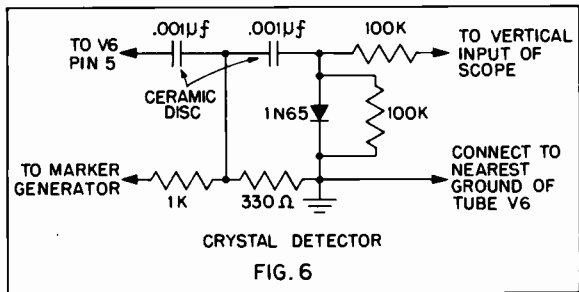 .001µf
.001µf
100K
TO V6
PIN 5
TO VERTICAL
INPUT OF
SCOPE
CERAMIC
DISC
1N65
100K
TO MARKER
GENERATOR
1K
330 Ω
CONNECT TO
NEAREST
GROUND OF
TUBE V6
CRYSTAL DETECTOR
FIG. 6